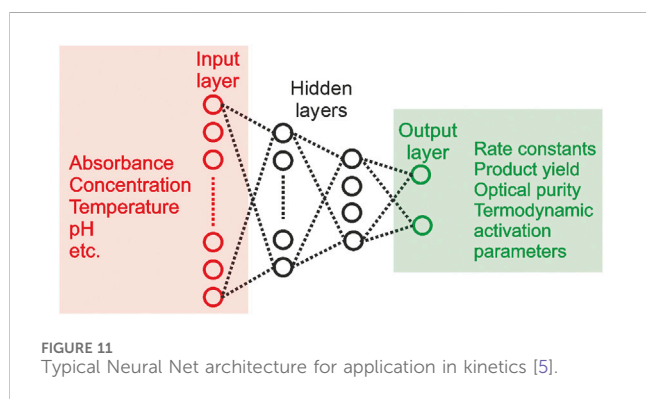 Input
layer
Hidden
layers
Output
layer
Absorbance
Concentration
Temperature
pH
etc.
Rate constants
Product yield
Optical purity
Termodynamic
activation
parameters
FIGURE 11
Typical Neural Net architecture for application in kinetics [5].